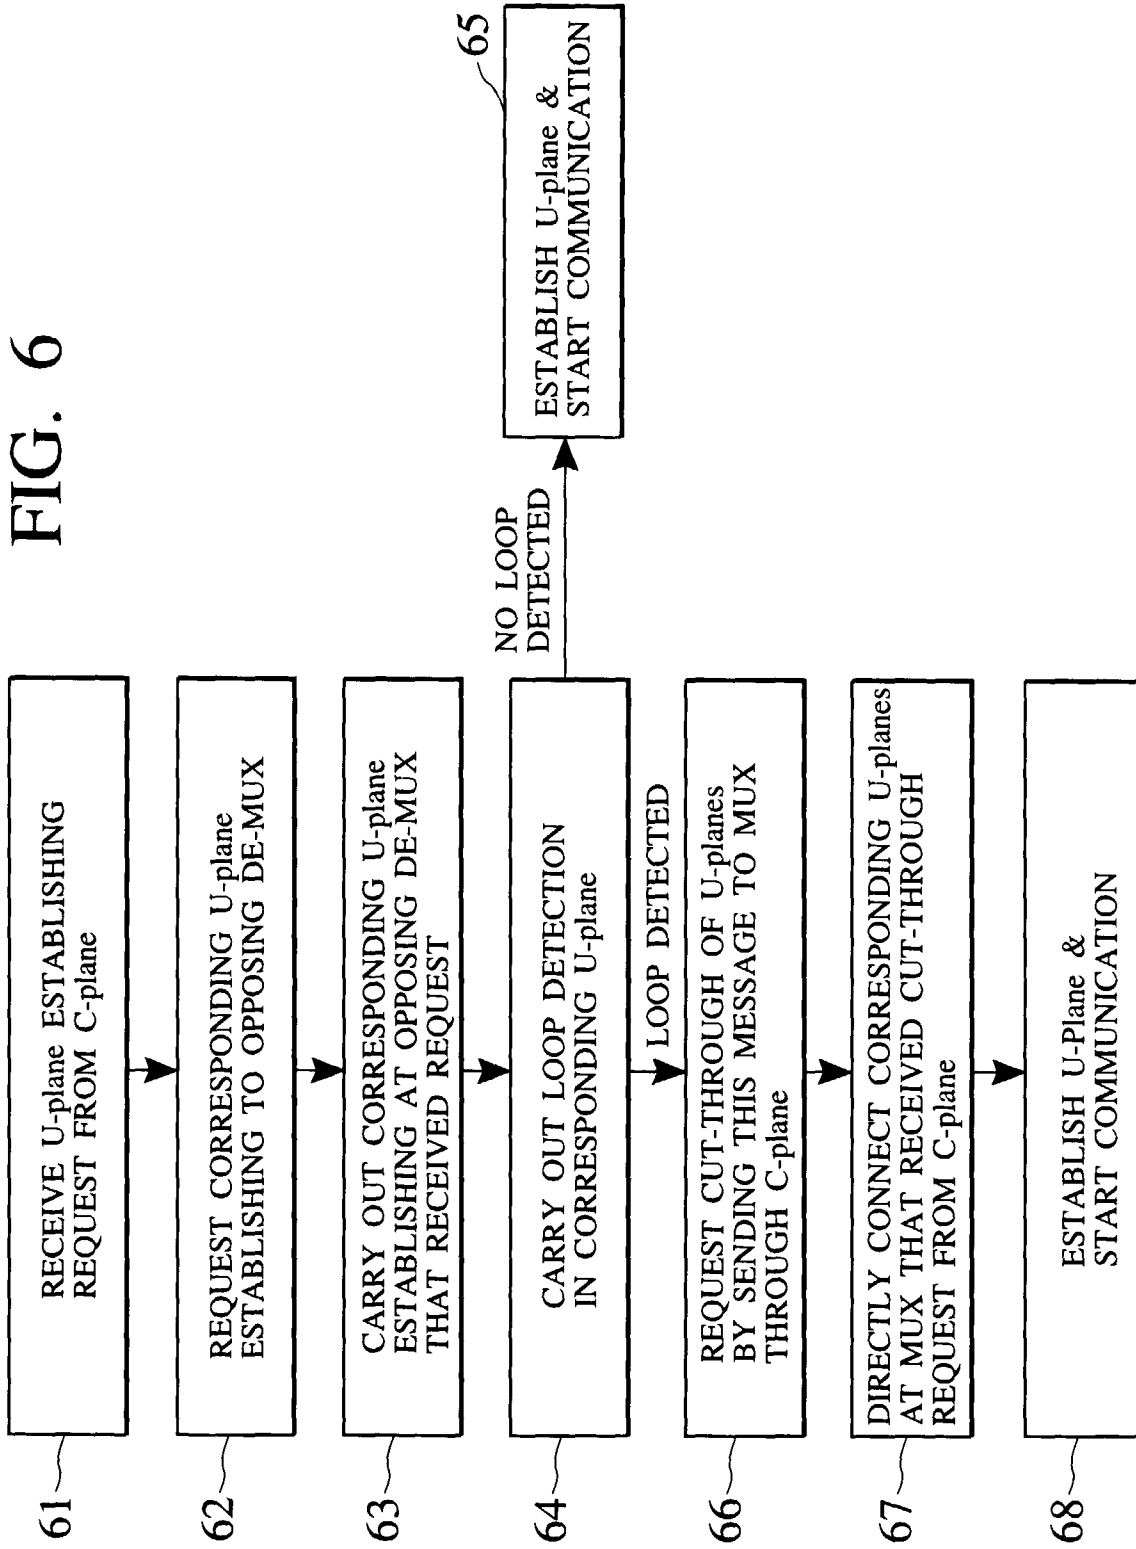 FIG. 6
61
RECEIVE U-plane ESTABLISHING
REQUEST FROM C-plane
62
REQUEST CORRESPONDING U-plane
ESTABLISHING TO OPPOSING DE-MUX
63
CARRY OUT CORRESPONDING U-plane
ESTABLISHING AT OPPOSING DE-MUX
THAT RECEIVED REQUEST
64
CARRY OUT LOOP DETECTION
IN CORRESPONDING U-plane
NO LOOP
DETECTED
65
ESTABLISH U-plane &
START COMMUNICATION
LOOP DETECTED
66
REQUEST CUT-THROUGH OF U-planes
BY SENDING THIS MESSAGE TO MUX
THROUGH C-plane
67
DIRECTLY CONNECT CORRESPONDING U-planes
AT MUX THAT RECEIVED CUT-THROUGH
REQUEST FROM C-plane
68
ESTABLISH U-Plane &
START COMMUNICATION